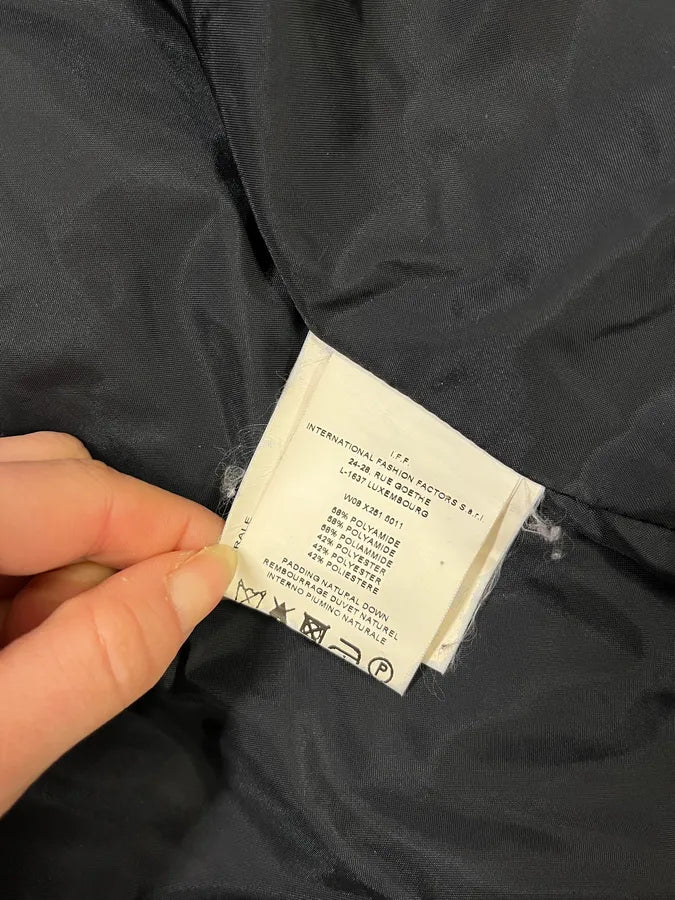 I.F.F.
INTERNATIONAL FASHION FACTORS S.a r.l.
24-28, RUE GOETHE
L-1637 LUXEMBOURG
W08 X251 5011
58% POLYAMIDE
58% POLYAMIDE
58% POLIAMMIDE
42% POLYESTER
42% POLYESTER
42% POLIESTERE
PADDING NATURAL DOWN
REMBOURRAGE DUVET NATUREL
INTERNO PIUMINO NATURALE
P